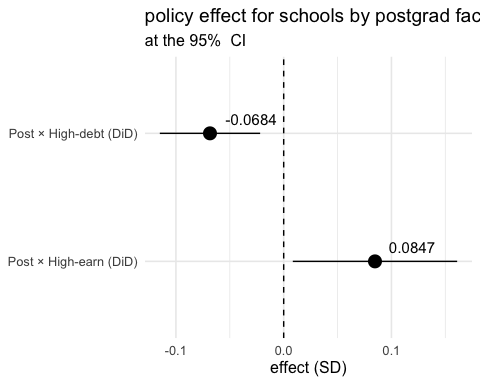 policy effect for schools by postgrad fac
at the 95%  CI
Post × High-debt (DiD)
-0.0684
Post × High-earn (DiD)
0.0847
-0.1
0.0
0.1
effect (SD)